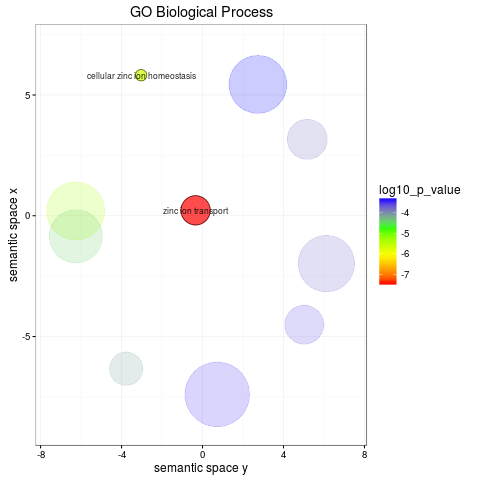 GO Biological Process
cellular zinc ion homeostasis
5
zinc ion transport
0
-5
semantic space x
-8
-4
0
4
8
semantic space y
log10_p_value
-4
-5
-6
-7